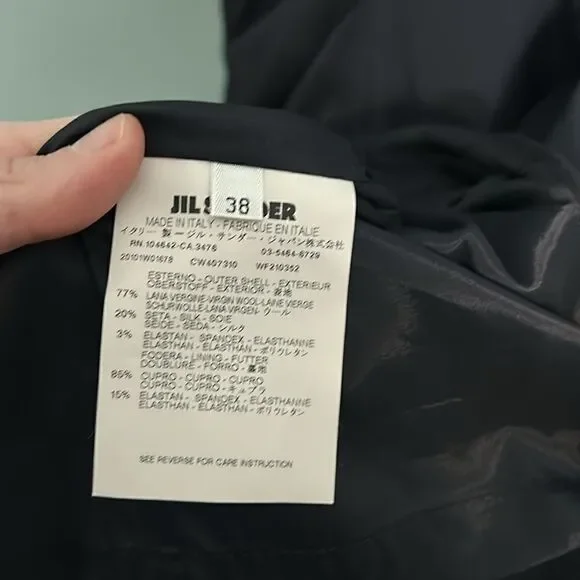 JIL S DER
38
MADE IN ITALY - FABRIQUE EN ITALIE
イタリー製 ージル・サンダー・ジャパン株式会社
RN.104642-CA.3476 03-5464-6729
20101W01678 CW407310 WF210352
ESTERNO - OUTER SHELL - EXTERIEUR
OBERSTOFF - EXTERIOR - 表地
77% LANA VERGINE-VIRGIN WOOL-LAINE VIERGE
SCHURWOLLE-LANA VIRGEN- ウール
20% SETA - SILK - SOIE
SEIDE - SEDA - シルク
3% ELASTAN - SPANDEX - ELASTHANNE
ELASTHAN - ELASTHAN - ポリウレタン
FODERA - LINING - FUTTER
DOUBLURE - FORRO - 裏地
85% CUPRO - CUPRO - CUPRO
CUPRO - CUPRO - キュプラ
15% ELASTAN - SPANDEX - ELASTHANNE
ELASTHAN - ELASTHAN - ポリウレタン
SEE REVERSE FOR CARE INSTRUCTION